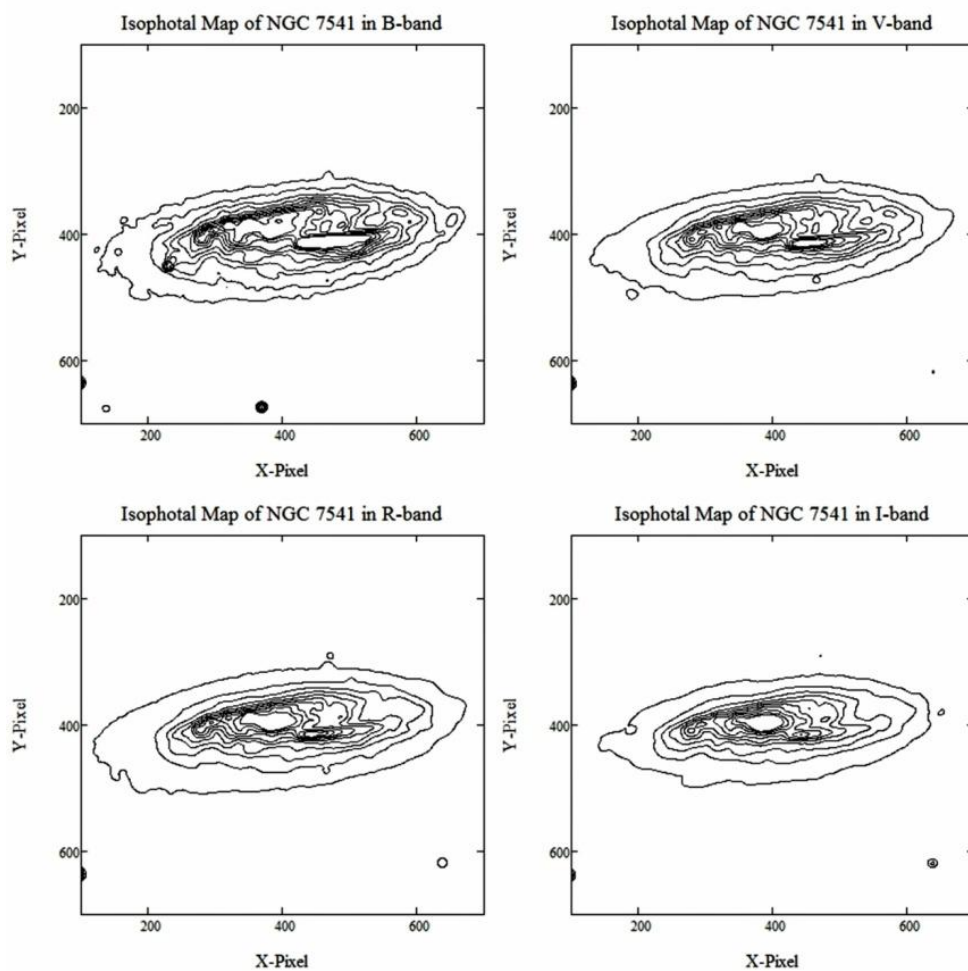 Isophotal Map of NGC 7541 in B-band
200
400
600
Y-Pixel
200 400 600
X-Pixel
Isophotal Map of NGC 7541 in V-band
200
400
600
Y-Pixel
200 400 600
X-Pixel
Isophotal Map of NGC 7541 in R-band
200
400
600
Y-Pixel
200 400 600
X-Pixel
Isophotal Map of NGC 7541 in I-band
200
400
600
Y-Pixel
200 400 600
X-Pixel